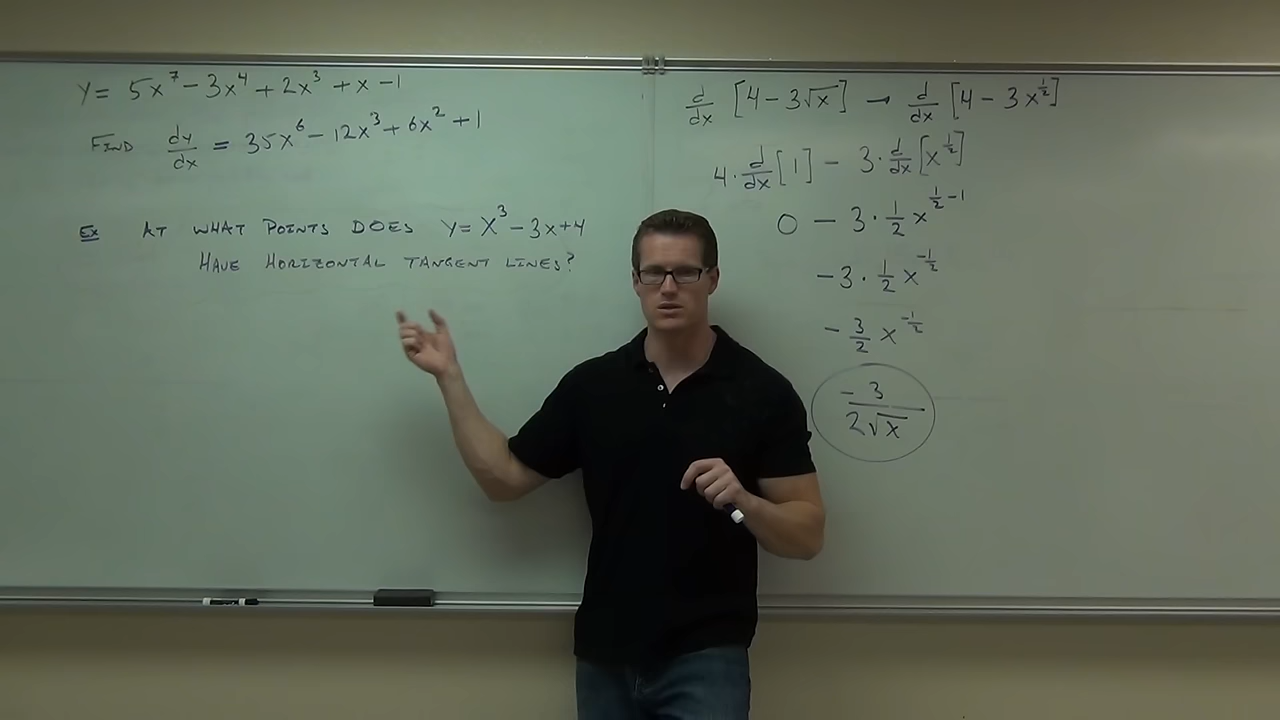 y = 5x⁷ - 3x⁴ + 2x³ + x - 1
FIND dy/dx = 35x⁶ - 12x³ + 6x² + 1
Ex AT WHAT POINTS DOES y = x³ - 3x + 4
HAVE HORIZONTAL TANGENT LINES?
d/dx [4 - 3√x] → d/dx [4 - 3x^(1/2)]
4 · d/dx [1] - 3 · d/dx [x^(1/2)]
0 - 3 · 1/2 x^(1/2 - 1)
-3 · 1/2 x^(-1/2)
-3/2 x^(-1/2)
-3/(2√x)